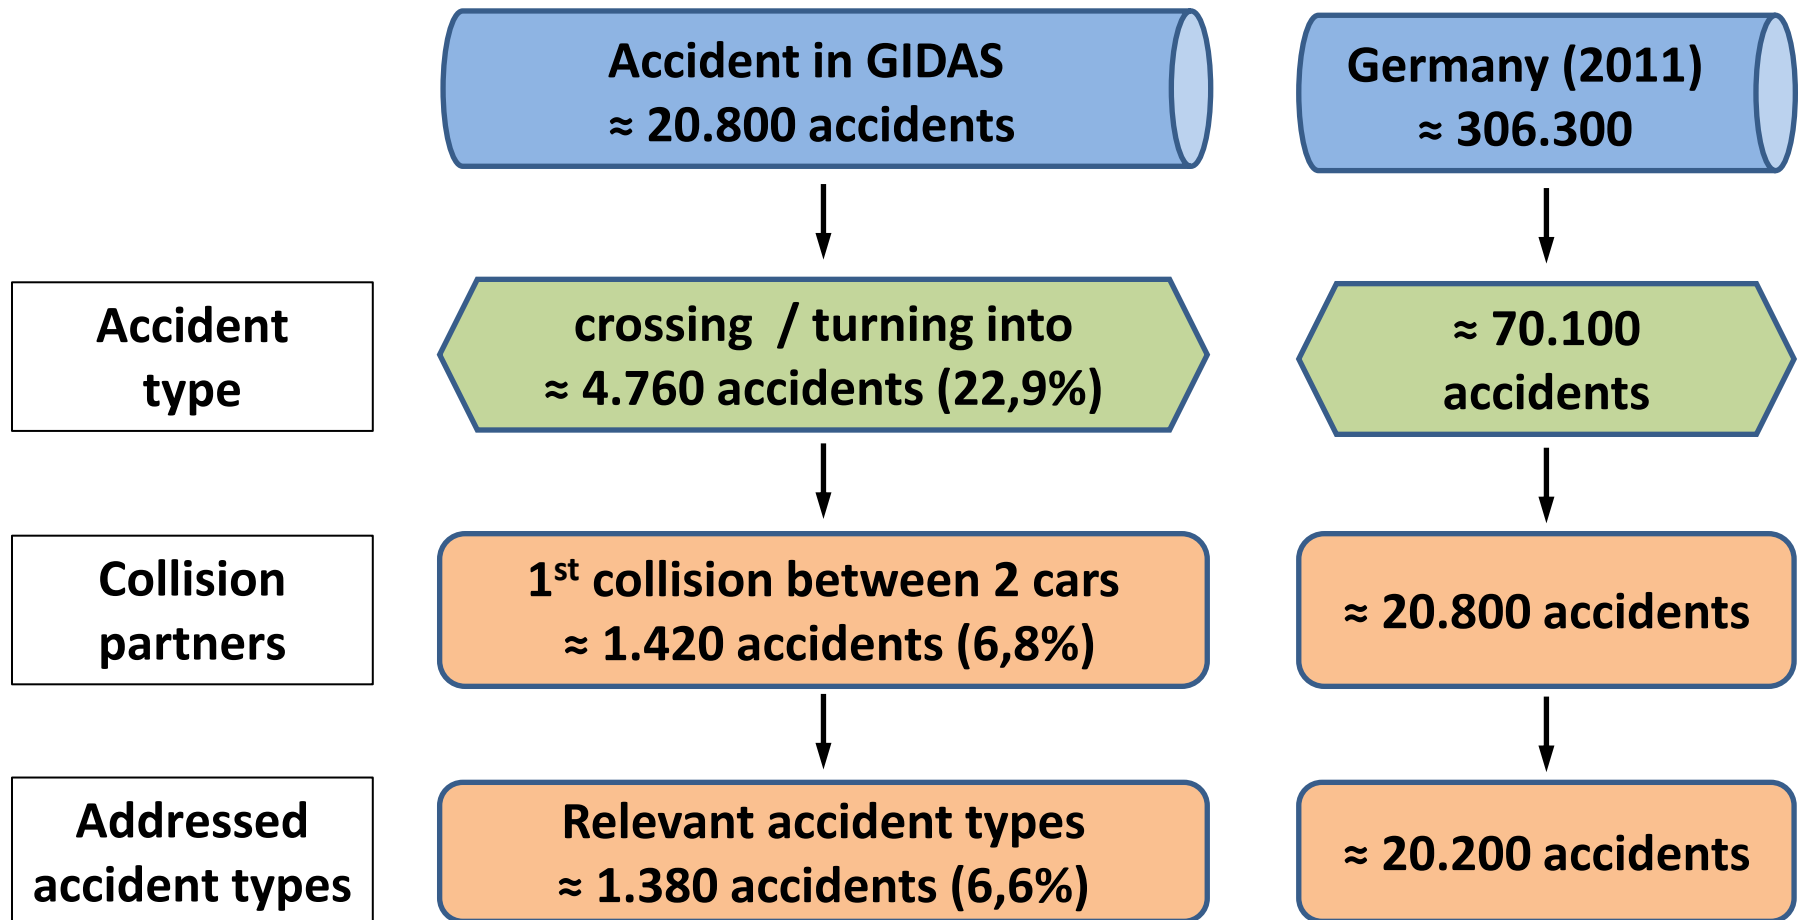 Accident in GIDAS
≈ 20.800 accidents
Germany (2011)
≈ 306.300
Accident
type
crossing / turning into
≈ 4.760 accidents (22,9%)
≈ 70.100
accidents
Collision
partners
1st collision between 2 cars
≈ 1.420 accidents (6,8%)
≈ 20.800 accidents
Addressed
accident types
Relevant accident types
≈ 1.380 accidents (6,6%)
≈ 20.200 accidents